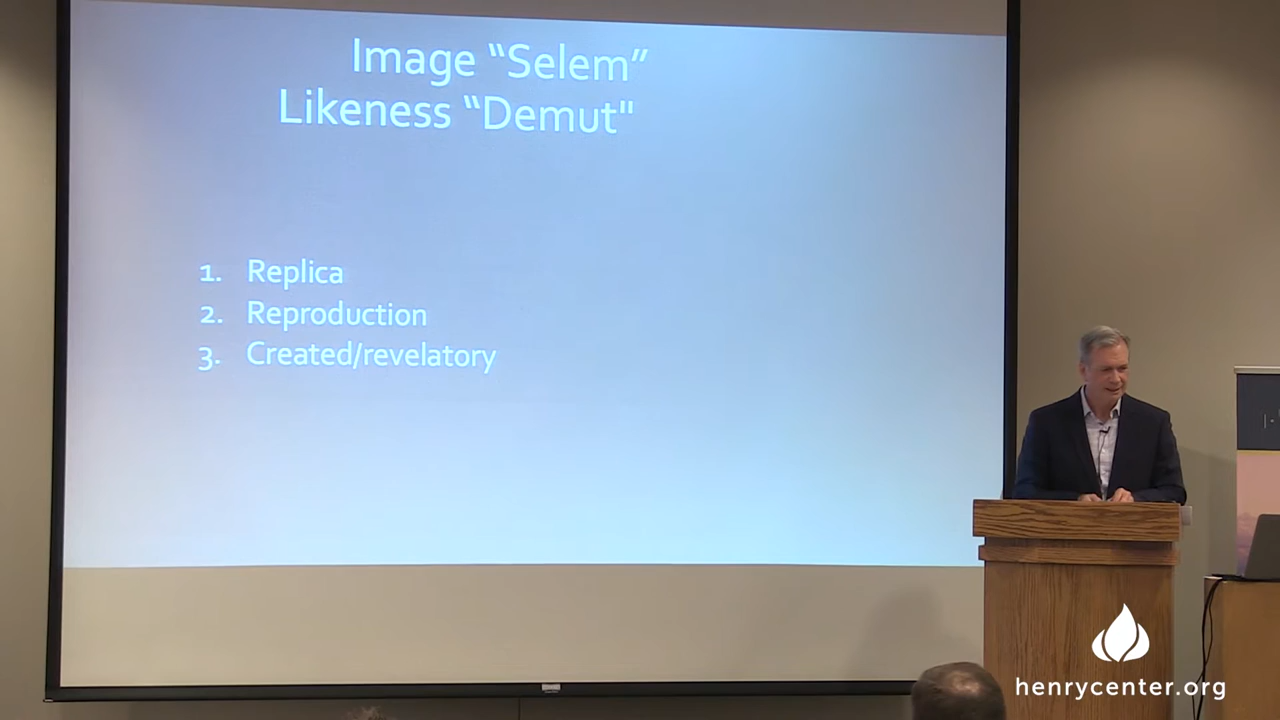 Image “Selem”
Likeness “Demut"
1. Replica
2. Reproduction
3. Created/revelatory
henrycenter.org